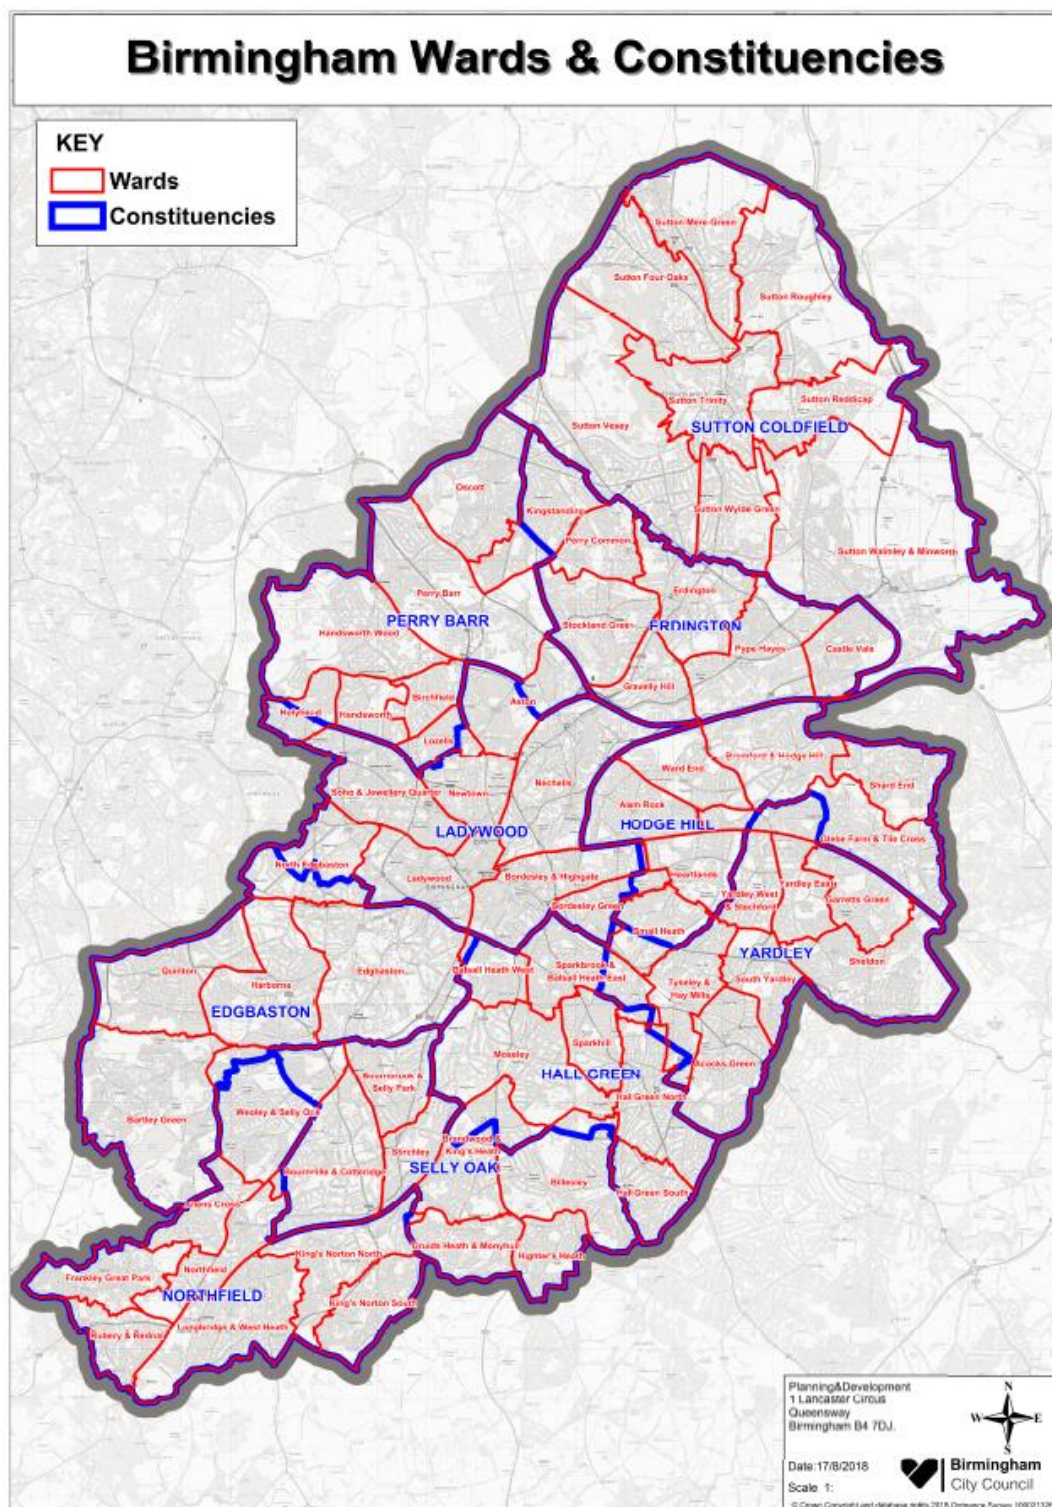 Birmingham Wards & Constituencies
KEY
Wards
Constituencies
Sutton Mere Green
Sutton Four Oaks
Sutton Roughley
Sutton Trinity
Sutton Reddicap
SUTTON COLDFIELD
Sutton Vesey
Oscott
Kingstanding
Sutton Wylde Green
Perry Common
Sutton Walmley & Minworth
Perry Barr
Erdington
PERRY BARR
Stockland Green
ERDINGTON
Handsworth Wood
Pype Hayes
Castle Vale
Gravelly Hill
Birchfield
Aston
Holyhead
Handsworth
Lozells
Bromford & Hodge Hill
Ward End
Nechells
Shard End
Soho & Jewellery Quarter
Newtown
Alum Rock
HODGE HILL
LADYWOOD
Glebe Farm & Tile Cross
North Edgbaston
Ladywood
Bordesley & Highgate
Heartlands
Yardley East
Yardley West
& Stechford
Garretts Green
Bordesley Green
Small Heath
YARDLEY
Sheldon
Quinton
Edgbaston
Balsall Heath West
Sparkbrook &
Balsall Heath East
Tyseley &
Hay Mills
South Yardley
Harborne
EDGBASTON
Moseley
Sparkhill
Acocks Green
HALL GREEN
Bournbrook &
Selly Park
Hall Green North
Bartley Green
Weoley & Selly Oak
Stirchley
Brandwood &
King's Heath
SELLY OAK
Bournville & Cotteridge
Billesley
Hall Green South
Allens Cross
King's Norton North
Druids Heath & Monyhull
Highter's Heath
Northfield
Frankley Great Park
NORTHFIELD
King's Norton South
Rubery & Rednal
Longbridge & West Heath
Planning&Development
1 Lancaster Circus
Queensway
Birmingham B4 7DJ.
N
W
E
S
Date:17/8/2018
Scale 1:
Birmingham
City Council